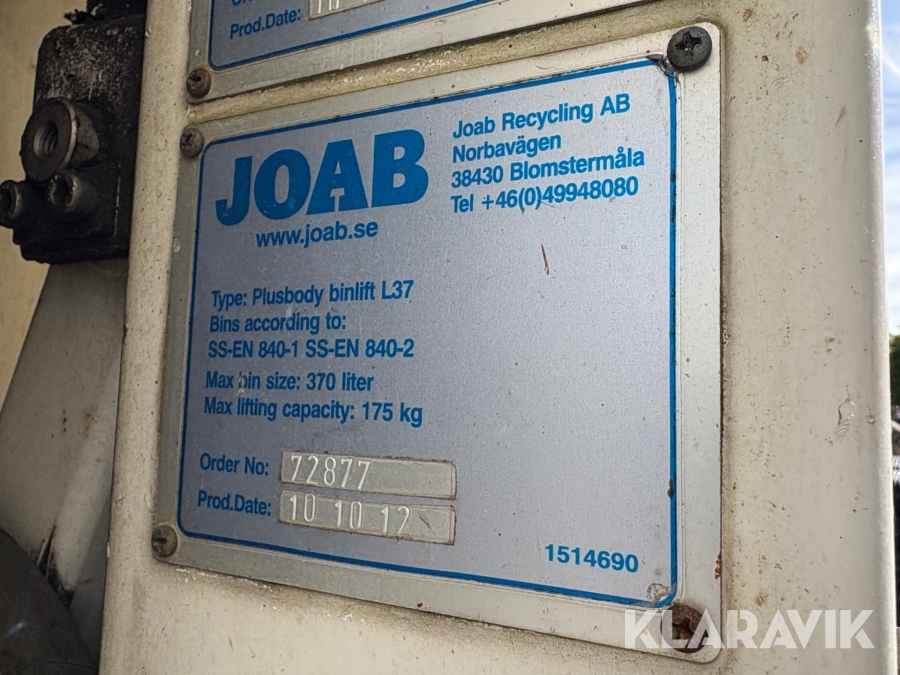 Prod.Date: 10
JOAB
www.joab.se
Joab Recycling AB
Norbavägen
38430 Blomstermåla
Tel +46(0)49948080
Type: Plusbody binlift L37
Bins according to:
SS-EN 840-1 SS-EN 840-2
Max bin size: 370 liter
Max lifting capacity: 175 kg
Order No: 72877
Prod.Date: 10 10 12
1514690
KLARAVIK